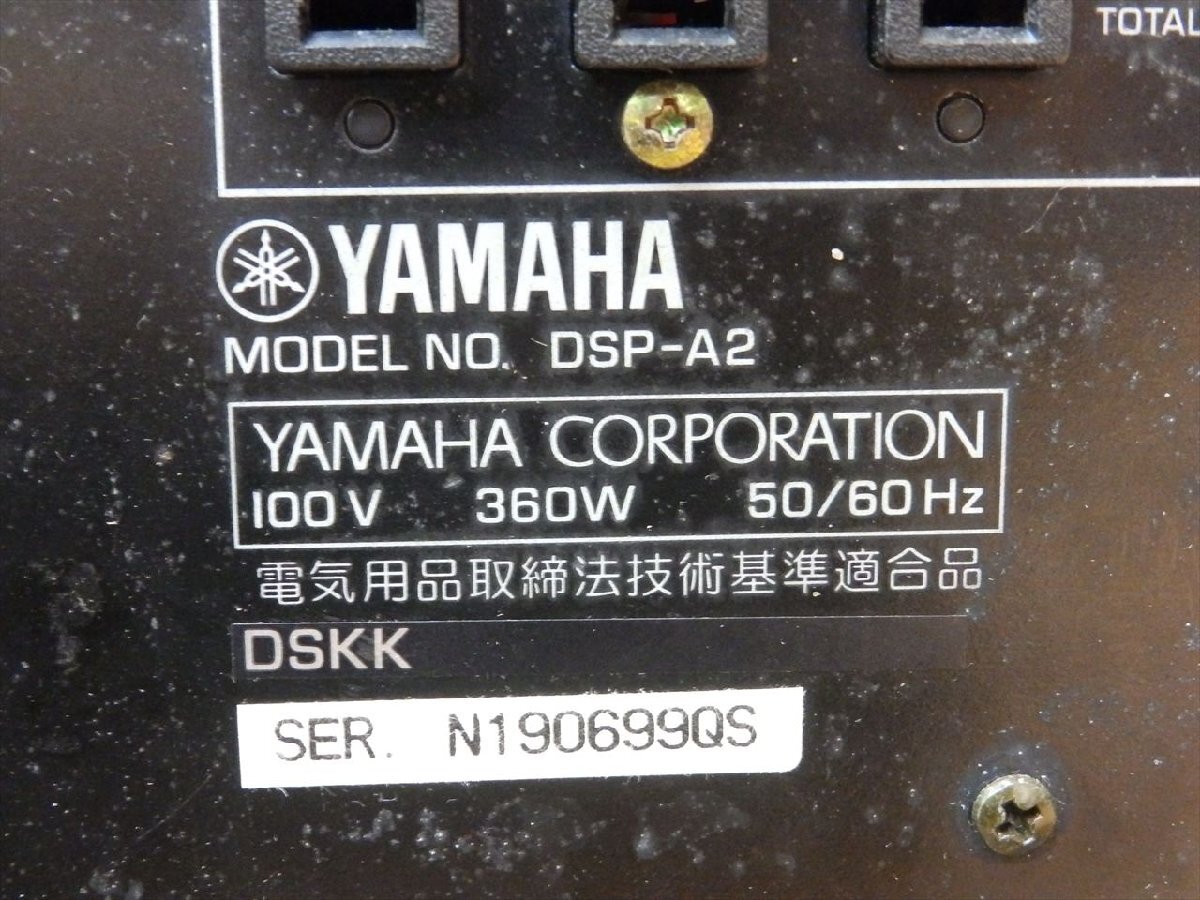 TOTAL
YAMAHA
MODEL NO. DSP-A2
YAMAHA CORPORATION
100V 360W 50/60Hz
電気用品取締法技術基準適合品
DSKK
SER. N190699QS